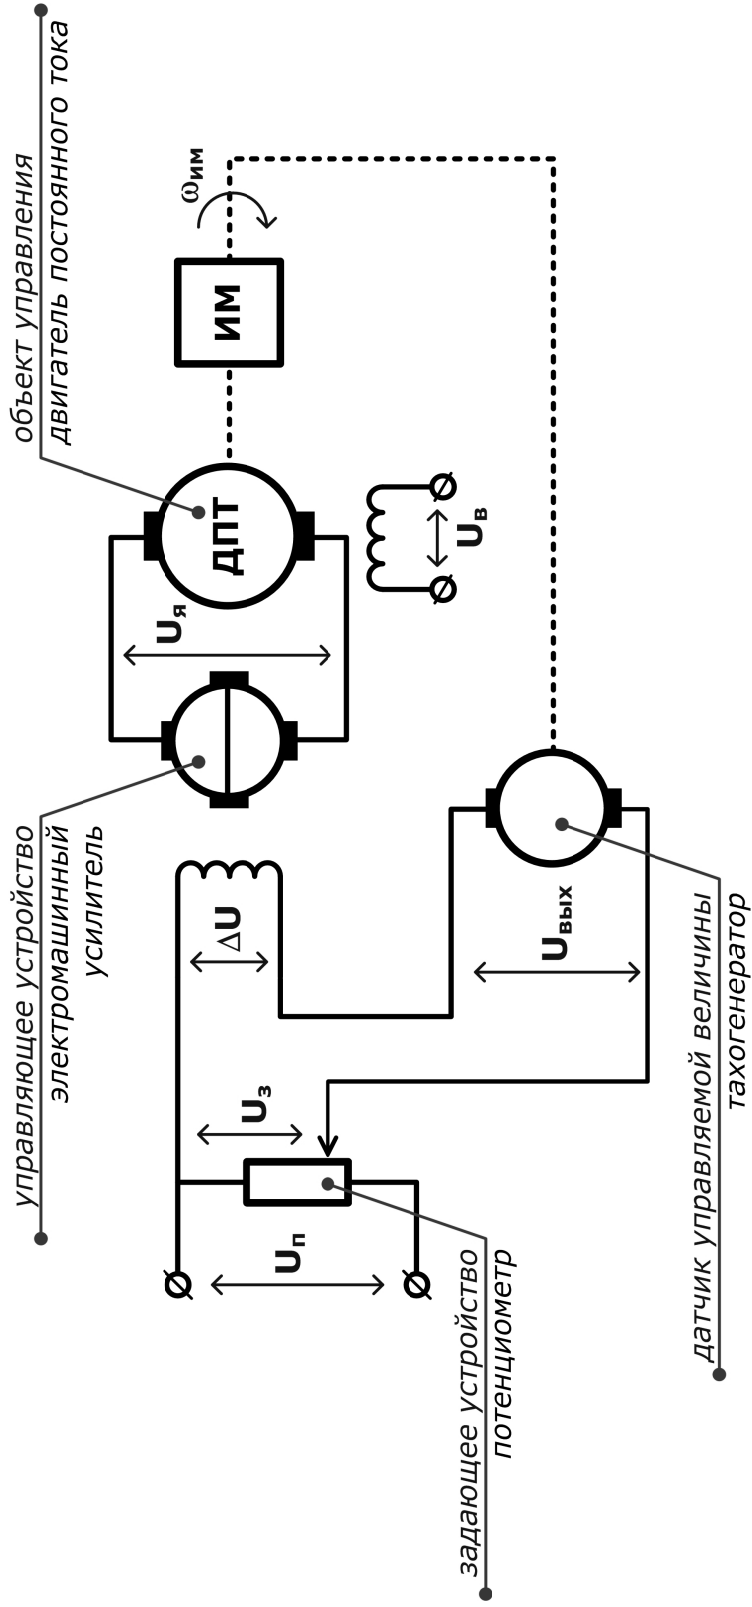 управляющее устройство
электромашинный
усилитель
объект управления
двигатель постоянного тока
ΔU
Uя
ДПТ
ИМ
ωим
Uп
Uз
Uв
Uвых
задающее устройство
потенциометр
датчик управляемой величины
тахогенератор